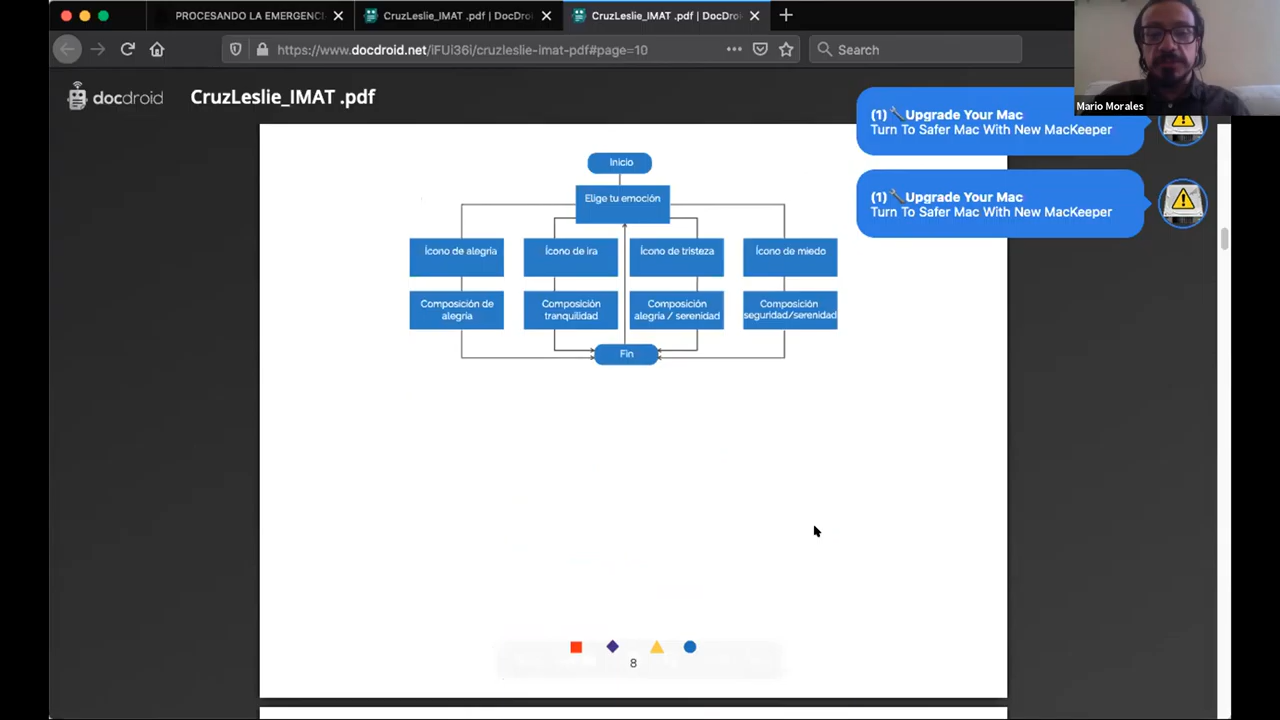 PROCESANDO LA EMERGENC
CruzLeslie_IMAT .pdf | DocDro
CruzLeslie_IMAT .pdf | DocDro
https://www.docdroid.net/iFUi36i/cruzleslie-imat-pdf#page=10
Search
docdroid
CruzLeslie_IMAT .pdf
Mario Morales
(1) Upgrade Your Mac
Turn To Safer Mac With New MacKeeper
(1) Upgrade Your Mac
Turn To Safer Mac With New MacKeeper
Inicio
Elige tu emoción
Ícono de alegría
Ícono de ira
Ícono de tristeza
Ícono de miedo
Composición de
alegría
Composición
tranquilidad
Composición
alegría / serenidad
Composición
seguridad/serenidad
Fin
8